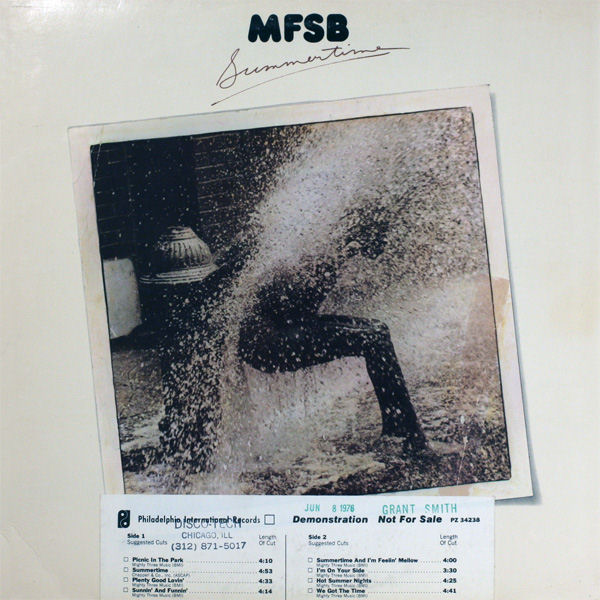 MFSB
Summertime
JUN 8 1976 GRANT SMITH
Philadelphia International Records Demonstration Not For Sale PZ 34238
DISCO-TECH
CHICAGO, ILL
(312) 871-5017
Side 1 Length
Suggested Cuts Of Cut
Picnic In The Park 4:10
Mighty Three Music (BMI)
Summertime 4:53
Chappell & Co., Inc. (ASCAP)
Plenty Good Lovin' 4:33
Mighty Three Music (BMI)
Sunnin' And Funnin' 4:14
Mighty Three Music (BMI)
Side 2 Length
Suggested Cuts Of Cut
Summertime And I'm Feelin' Mellow 4:00
Mighty Three Music (BMI)
I'm On Your Side 3:30
Mighty Three Music (BMI)
Hot Summer Nights 4:25
Mighty Three Music (BMI)
We Got The Time 4:41
Mighty Three Music (BMI)